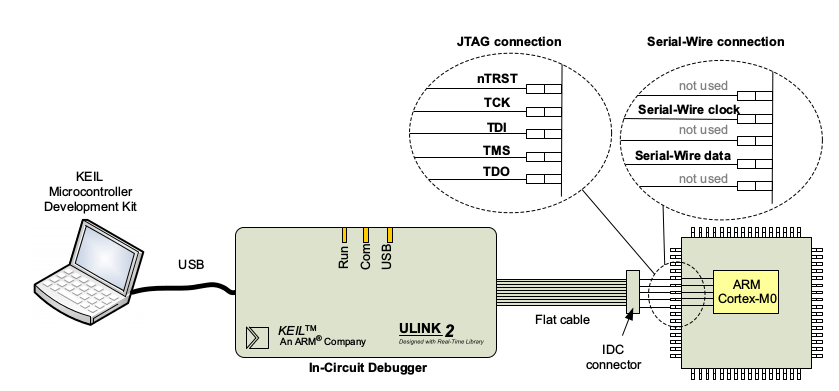 JTAG connection
nTRST
TCK
TDI
TMS
TDO
Serial-Wire connection
not used
Serial-Wire clock
not used
Serial-Wire data
not used
KEIL
Microcontroller
Development Kit
USB
Run
Com
USB
KEIL™
An ARM® Company
ULINK 2
Designed with Real-Time Library
In-Circuit Debugger
Flat cable
IDC
connector
ARM
Cortex-M0